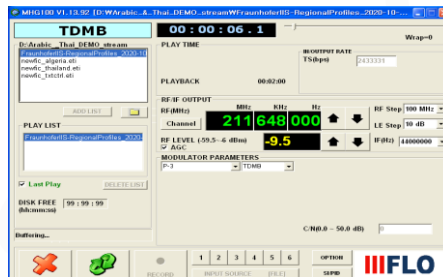 MHG100 V1.13.92 [D:₩Arabic_&_Thai_DEMO_stream₩FraunhoferIIS-RegionalProfiles_2020-10-...
TDMB
00 : 00 : 06 . 1
Wrap=0
D:/Arabic__Thai_DEMO_stream
FraunhoferIIS-RegionalProfiles_2020-10
newfic_algeria.eti
newfic_thailand.eti
newfic_txtctrl.eti
ADD LIST
PLAY LIST
FraunhoferIIS-RegionalProfiles_2020-
Last Play
DELETE LIST
DISK FREE
(hh:mm:ss)
99 : 99 : 99
Buffering...
PLAY TIME
IN/OUTPUT RATE
TS(bps)
2433331
PLAYBACK
00:02:00
RF/IF OUTPUT
RF(MHz)
MHz
KHz
Hz
Channel
211 648 000
RF Step 100 MHz
LE Step 10 dB
RF LEVEL (-59.5~-6 dBm)
AGC
-9.5
IF(Hz) 44000000
MODULATOR PARAMETERS
P-3
TDMB
C/N(0.0 ~ 50.0 dB)
0
RECORD
1 2 3 4 5 6
INPUT SOURCE
[FILE]
OPTION
SUPID
FLO